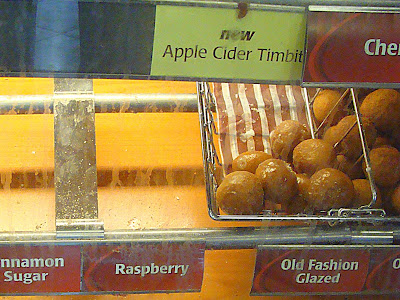 new
Apple Cider Timbit
Che
nnamon
Sugar
Raspberry
Old Fashion
Glazed
O